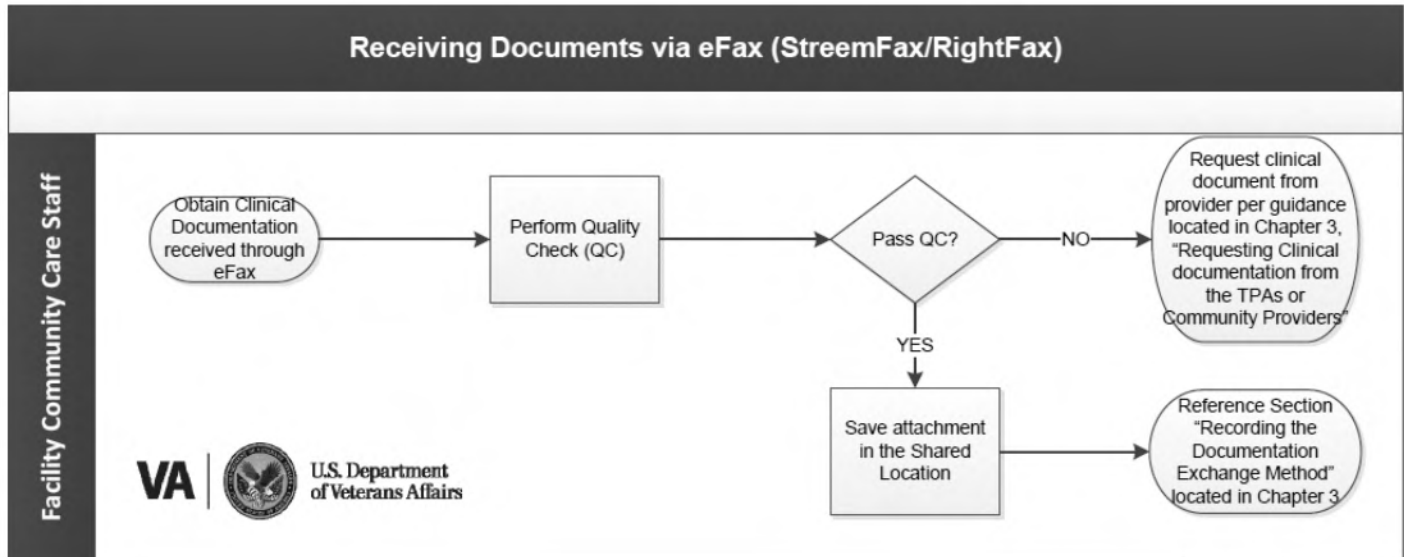 Receiving Documents via eFax (StreemFax/RightFax)
Facility Community Care Staff
Obtain Clinical
Documentation
received through
eFax
Perform Quality
Check (QC)
Pass QC?
NO
Request clinical
document from
provider per guidance
located in Chapter 3,
“Requesting Clinical
documentation from
the TPAs or
Community Providers”
YES
Save attachment
in the Shared
Location
Reference Section
“Recording the
Documentation
Exchange Method”
located in Chapter 3
VA
U.S. Department
of Veterans Affairs